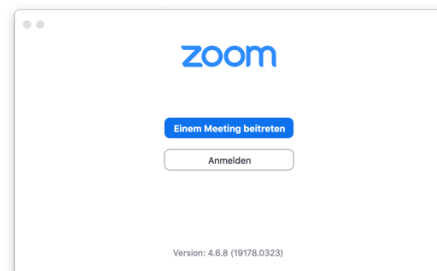 zoom
Einem Meeting beitreten
Anmelden
Version: 4.6.8 (19178.0323)